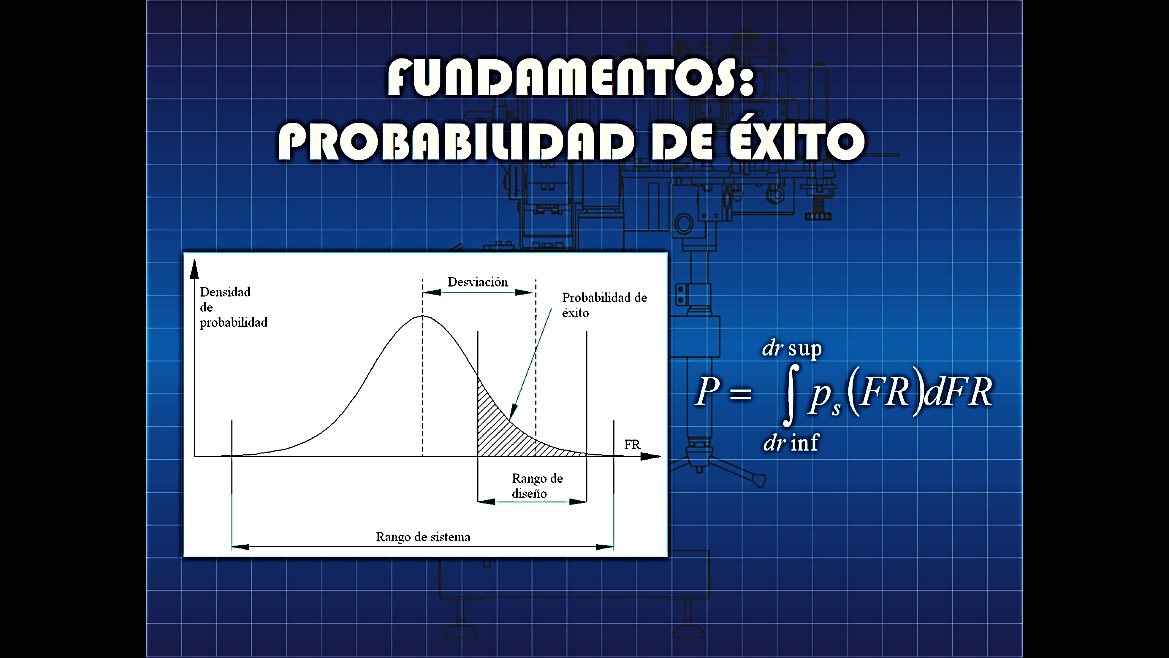 FUNDAMENTOS:
PROBABILIDAD DE ÉXITO
Densidad
de
probabilidad
Desviación
Probabilidad de
éxito
FR
Rango de
diseño
Rango de sistema
dr sup
P = ∫ pₛ(FR)dFR
dr inf